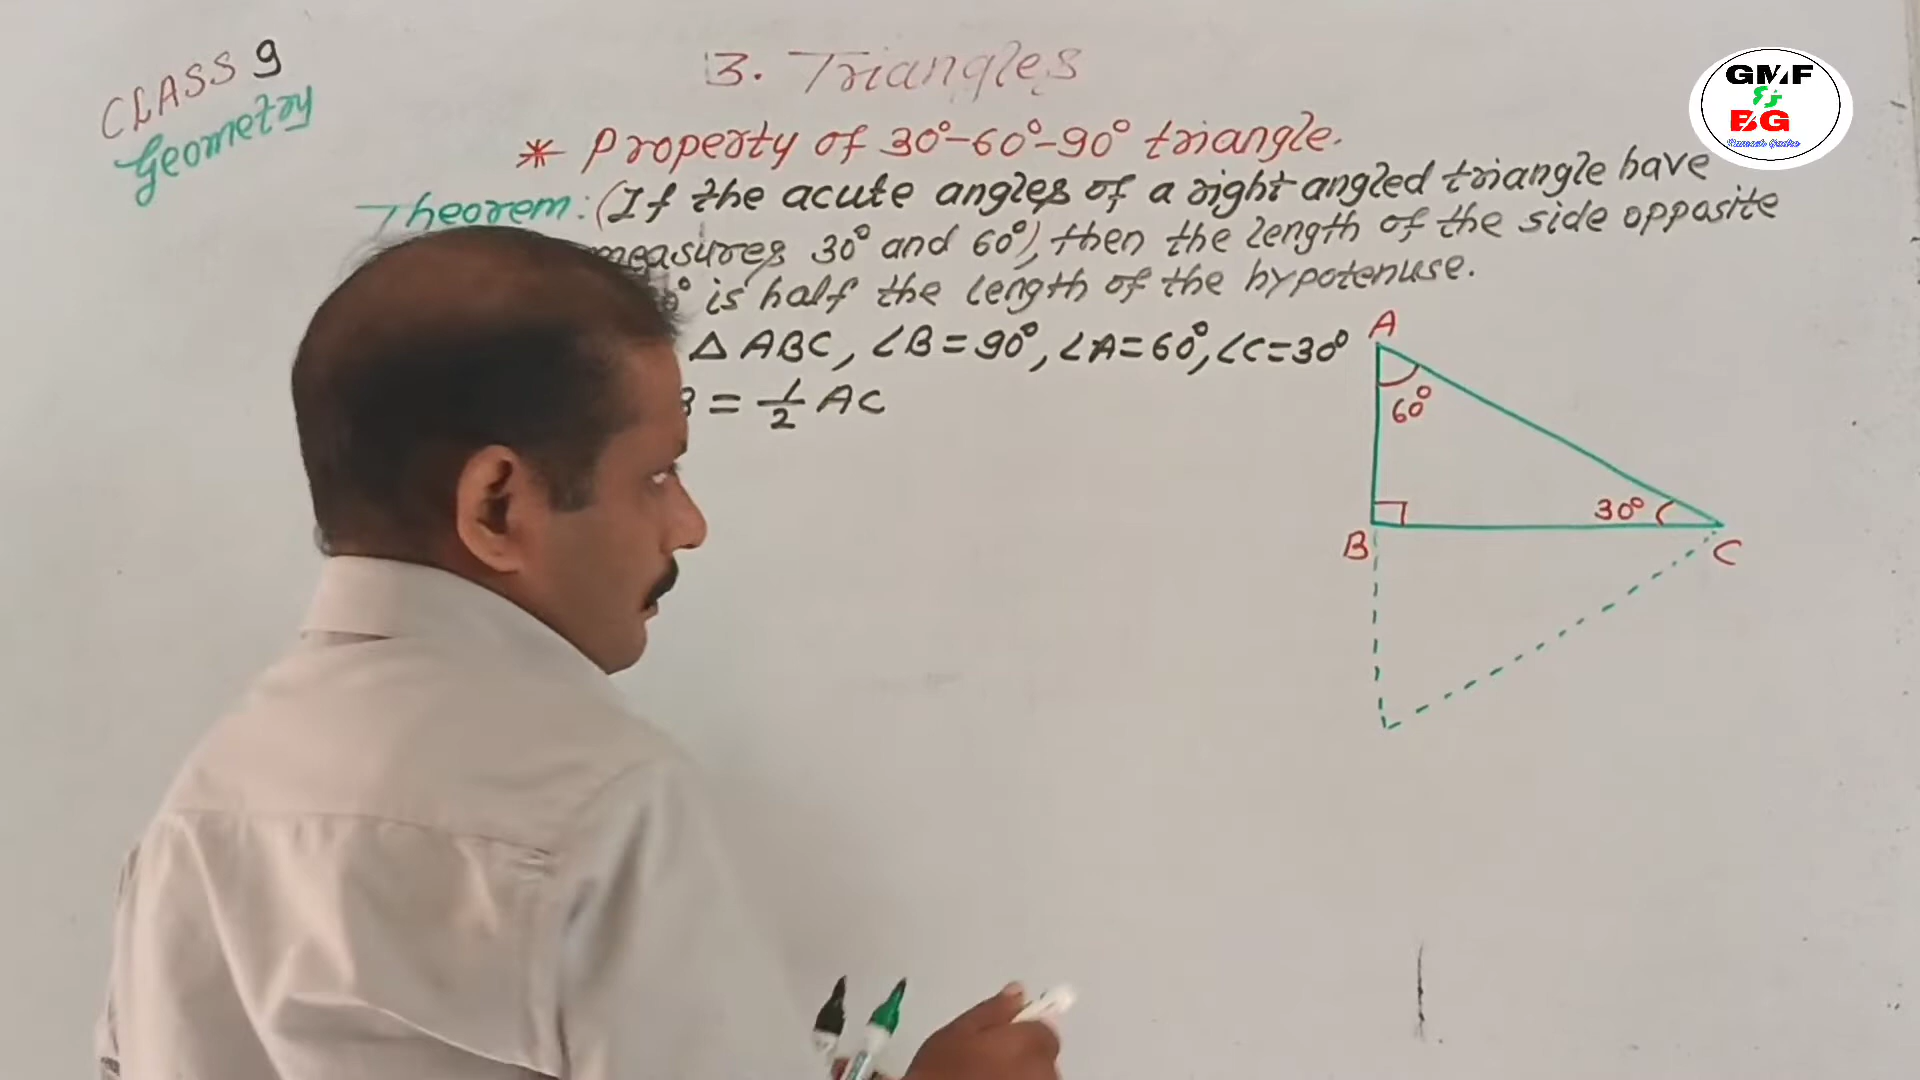 CLASS 9
Geometry
3. Triangles
* Property of 30°-60°-90° triangle.
Theorem: (If the acute angles of a right angled triangle have
measures 30° and 60°), then the length of the side opposite
is half the length of the hypotenuse.
△ ABC, ∠B = 90°, ∠A = 60°, ∠C = 30°
= 1/2 AC
A
60°
30°
B
C
GMF
BG